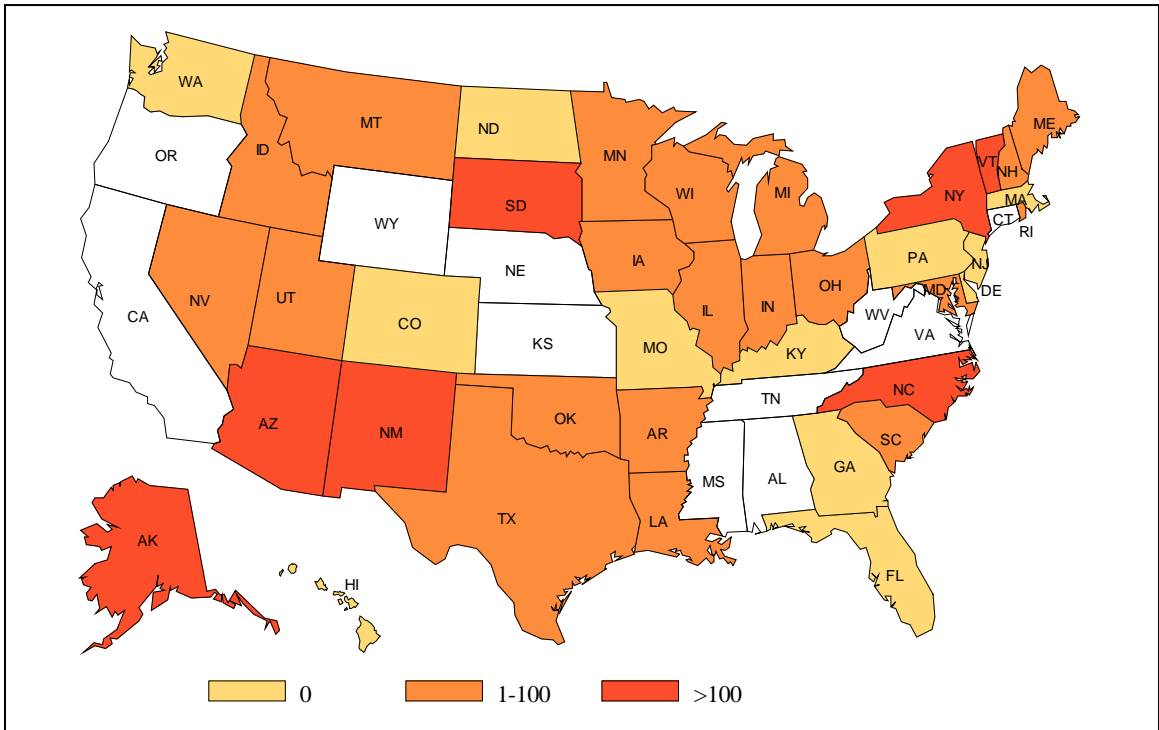 WA
MT
ND
ME
OR
ID
MN
VT
NH
WI
MI
NY
MA
SD
WY
CT
RI
IA
PA
NJ
NE
OH
MD
DE
NV
UT
IL
IN
CA
CO
WV
KS
MO
KY
VA
TN
NC
AZ
NM
OK
AR
SC
GA
MS
AL
TX
LA
AK
HI
FL
0
1-100
>100